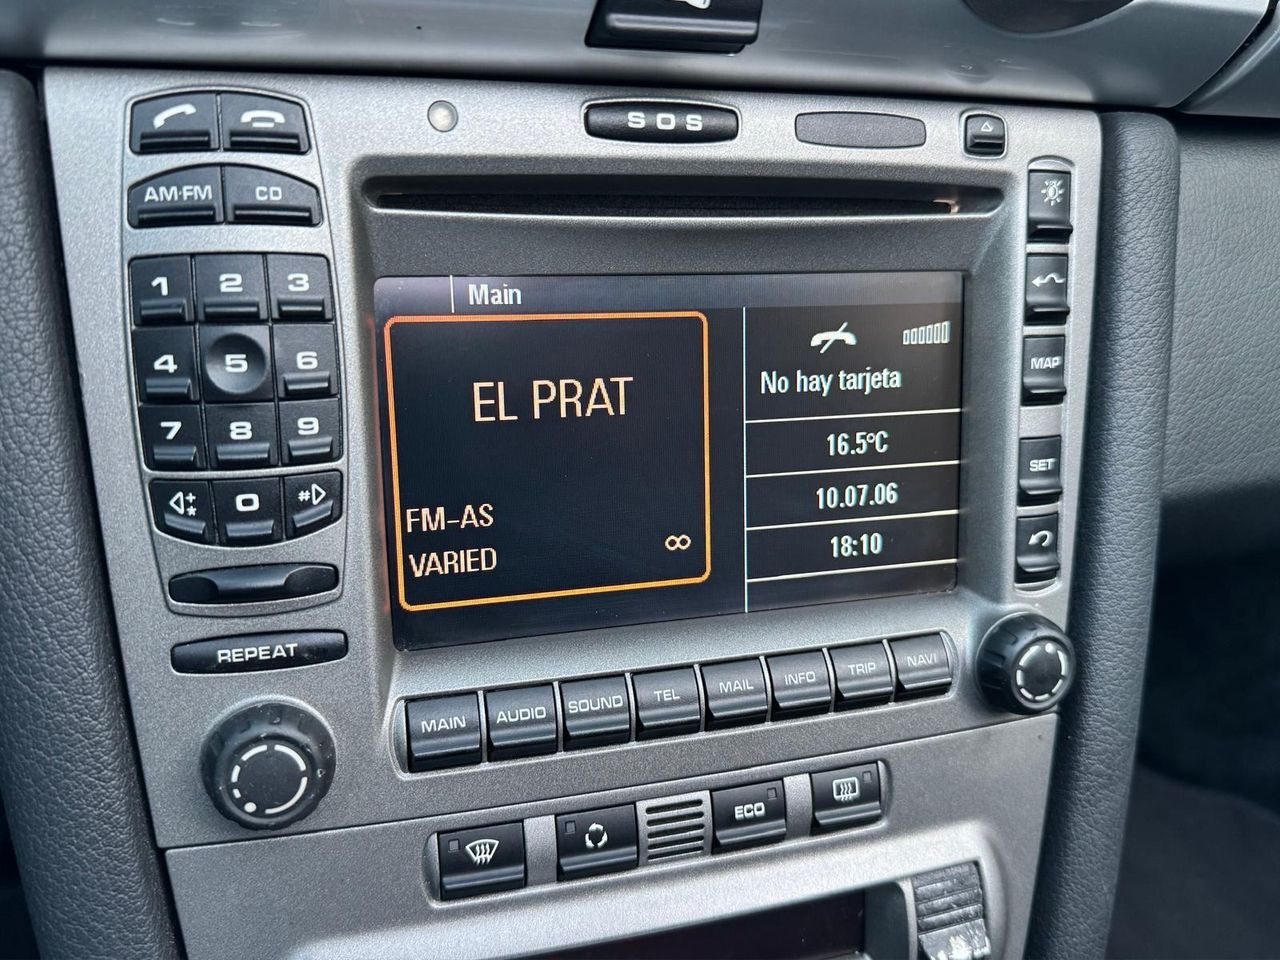 SOS
AM·FM CD
1 2 3
4 5 6
7 8 9
+ * 0 #
REPEAT
Main
EL PRAT
FM-AS
VARIED ∞
No hay tarjeta
16.5°C
10.07.06
18:10
MAP
SET
MAIN AUDIO SOUND TEL MAIL INFO TRIP NAVI
ECO